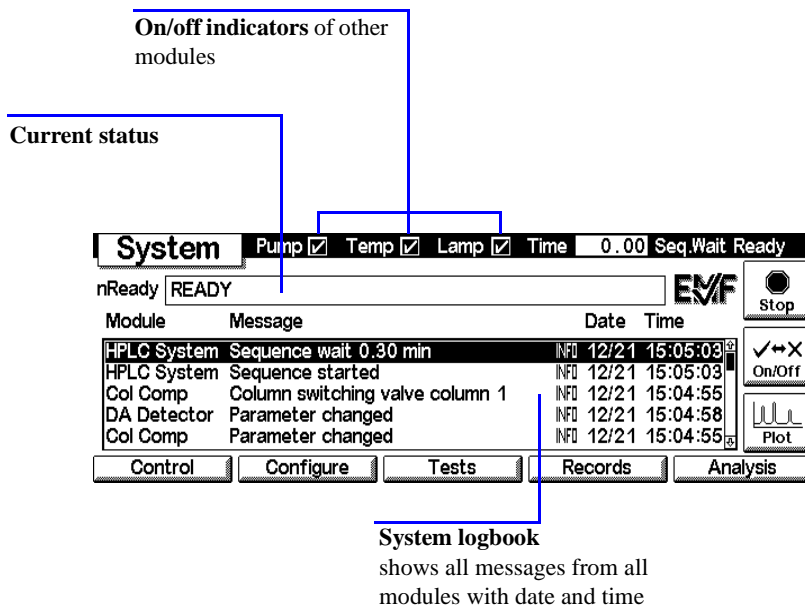 On/off indicators of other
modules
Current status
System Pump Temp Lamp Time 0.00 Seq.Wait Ready
nReady READY EMF Stop
Module Message Date Time
HPLC System Sequence wait 0.30 min INFO 12/21 15:05:03
HPLC System Sequence started INFO 12/21 15:05:03
Col Comp Column switching valve column 1 INFO 12/21 15:04:55
DA Detector Parameter changed INFO 12/21 15:04:58
Col Comp Parameter changed INFO 12/21 15:04:55
On/Off
Plot
Control Configure Tests Records Analysis
System logbook
shows all messages from all
modules with date and time